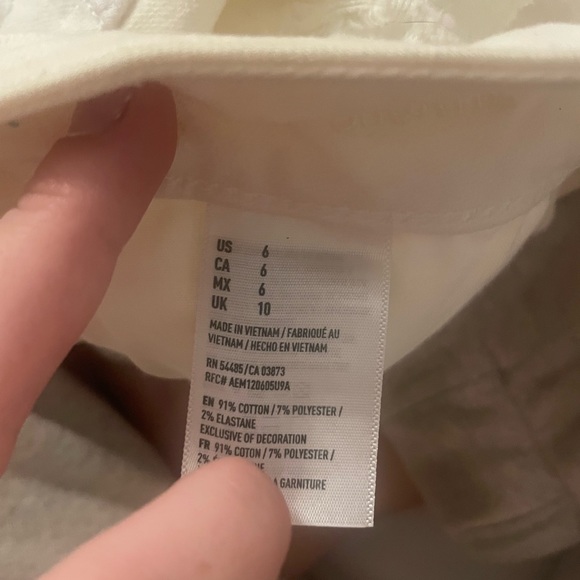 US 6
CA 6
MX 6
UK 10
MADE IN VIETNAM / FABRIQUÉ AU
VIETNAM / HECHO EN VIETNAM
RN 54485/CA 03873
RFC# AEM120605U9A
EN 91% COTTON / 7% POLYESTER /
2% ELASTANE
EXCLUSIVE OF DECORATION
FR 91% COTON / 7% POLYESTER /
2%
GARNITURE